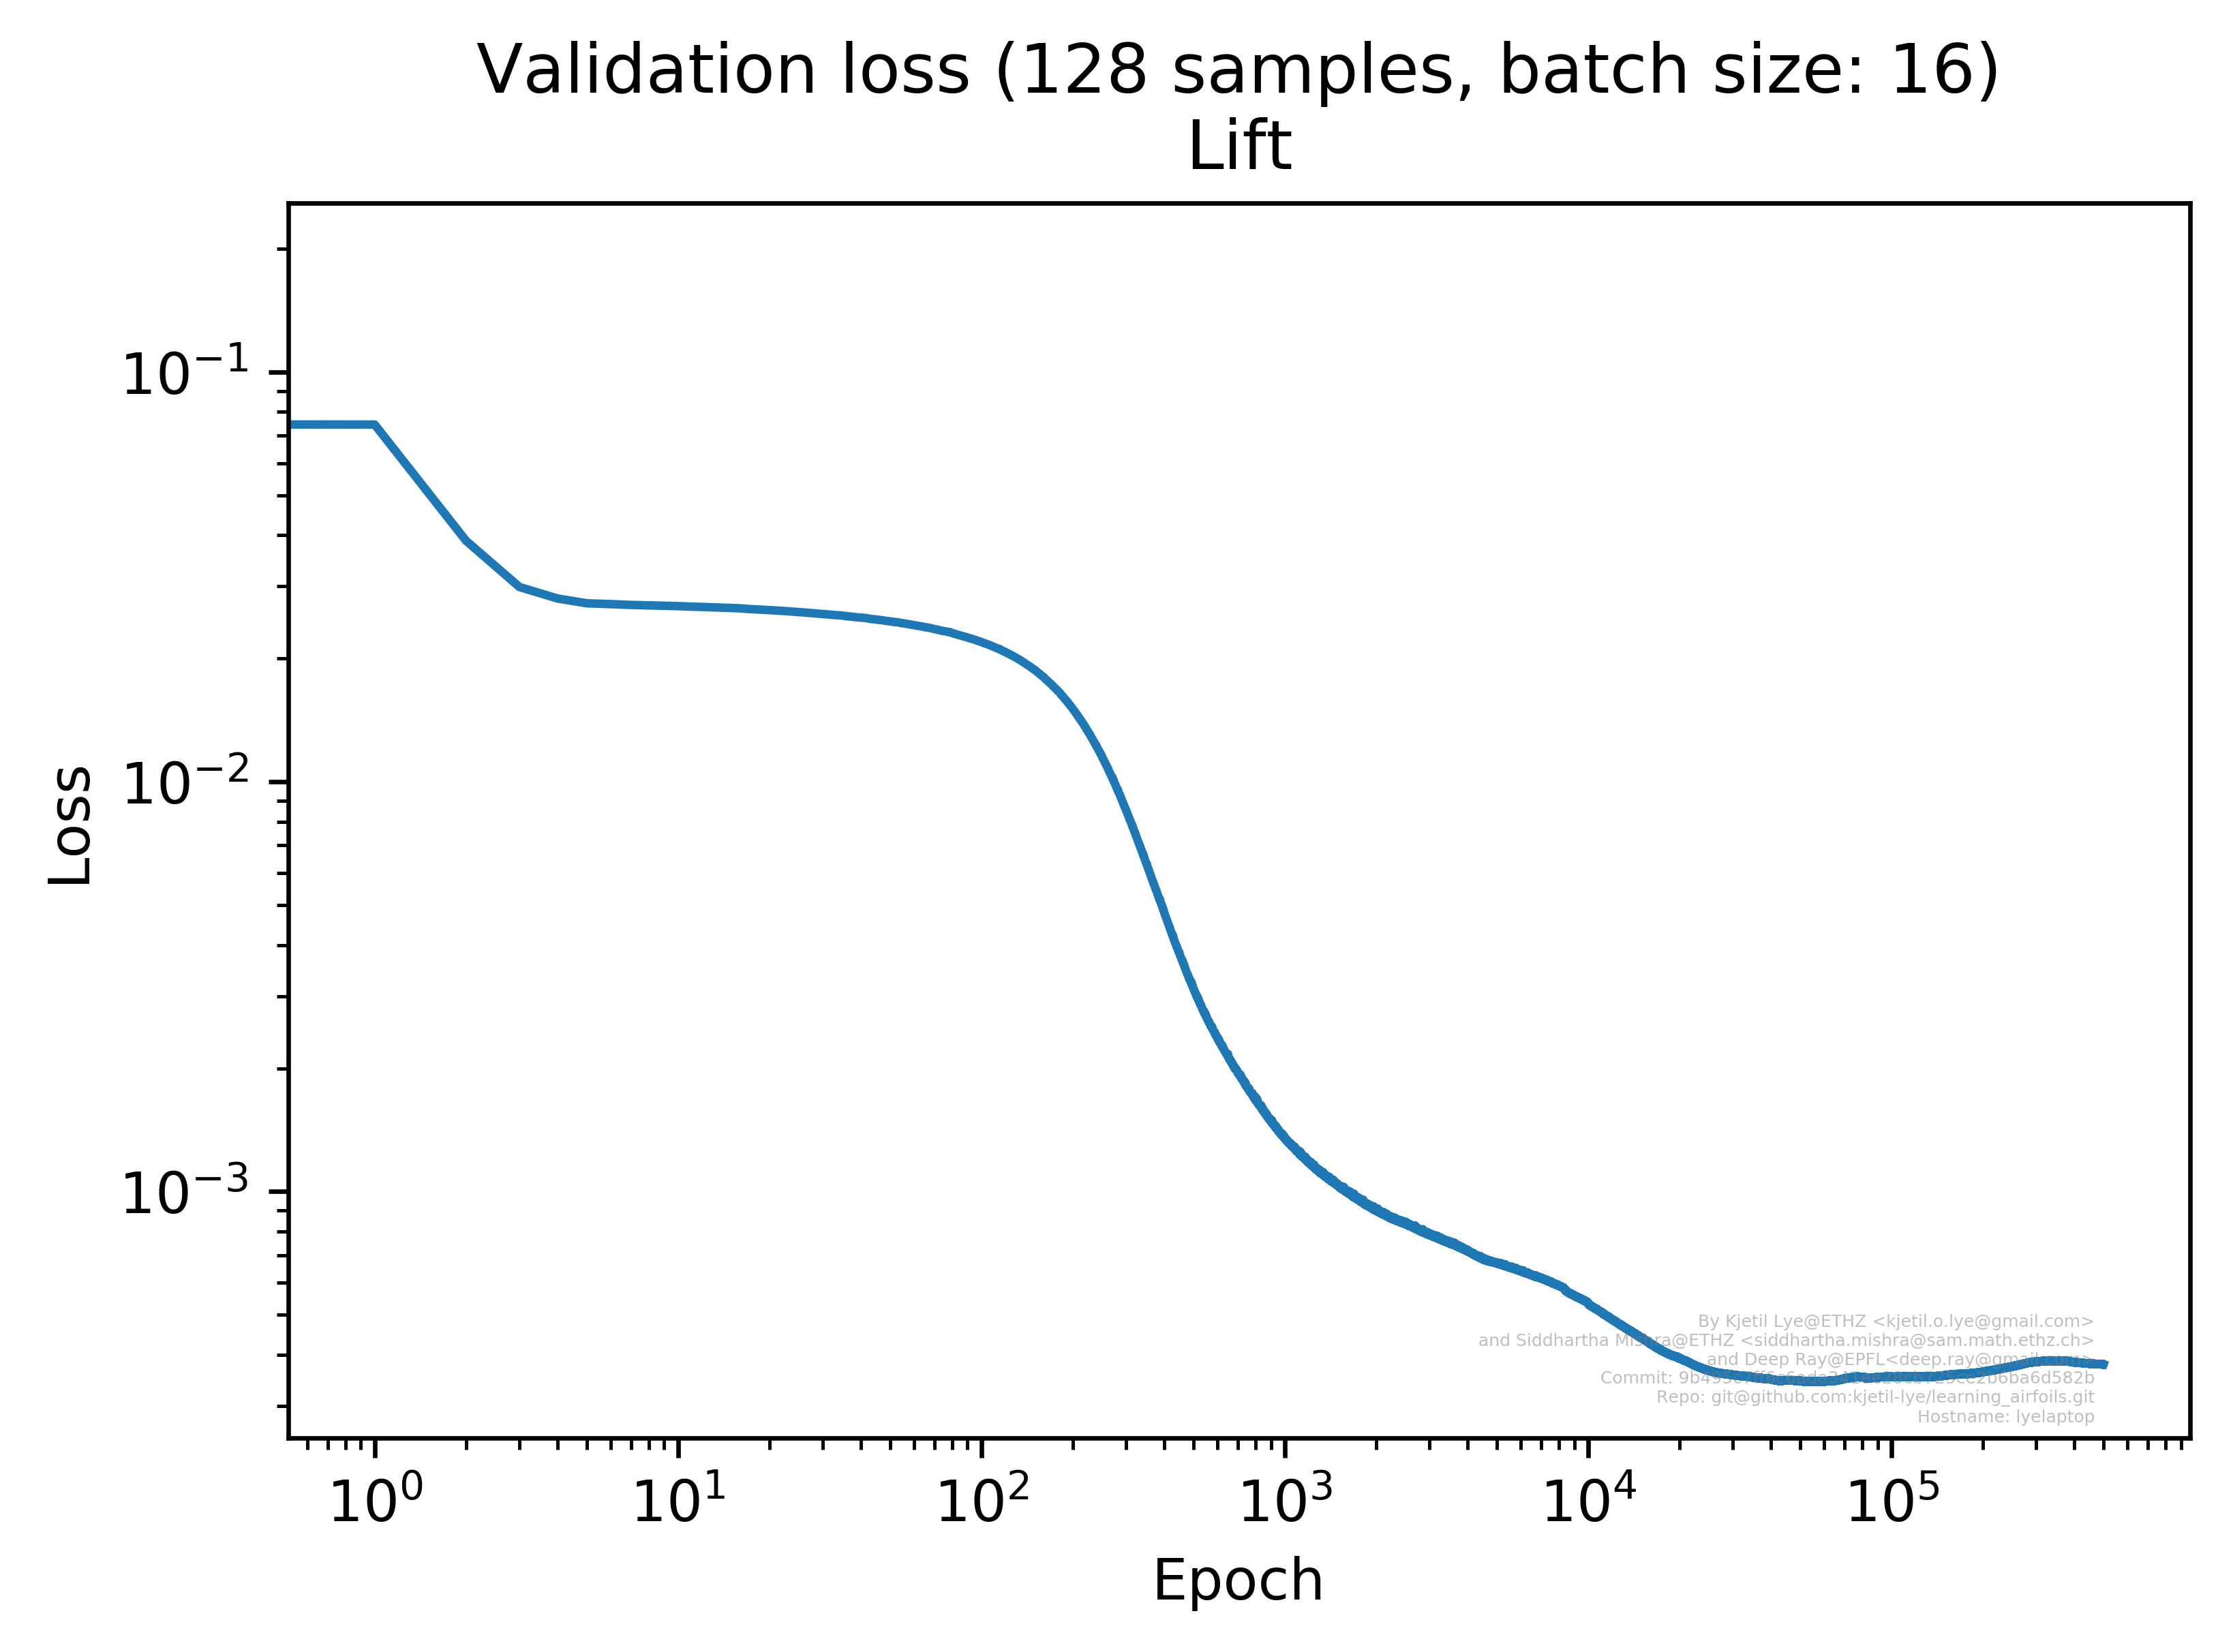 Validation loss (128 samples, batch size: 16)
Lift
10⁻¹
10⁻²
10⁻³
Loss
10⁰ 10¹ 10² 10³ 10⁴ 10⁵
Epoch
By Kjetil Lye@ETHZ <kjetil.o.lye@gmail.com>
and Siddhartha Mishra@ETHZ <siddhartha.mishra@sam.math.ethz.ch>
and Deep Ray@EPFL<deep.ray@gmail.com>
Commit:
Repo: git@github.com:kjetil-lye/learning_airfoils.git
Hostname: lyelaptop